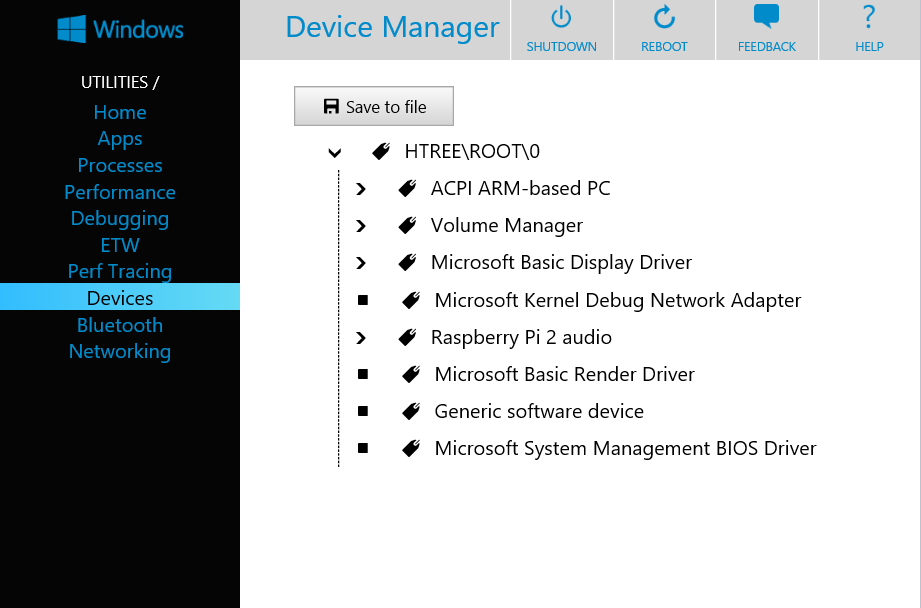 Windows
UTILITIES /
Home
Apps
Processes
Performance
Debugging
ETW
Perf Tracing
Devices
Bluetooth
Networking
Device Manager
SHUTDOWN
REBOOT
FEEDBACK
?
HELP
Save to file
HTREE\ROOT\0
ACPI ARM-based PC
Volume Manager
Microsoft Basic Display Driver
Microsoft Kernel Debug Network Adapter
Raspberry Pi 2 audio
Microsoft Basic Render Driver
Generic software device
Microsoft System Management BIOS Driver